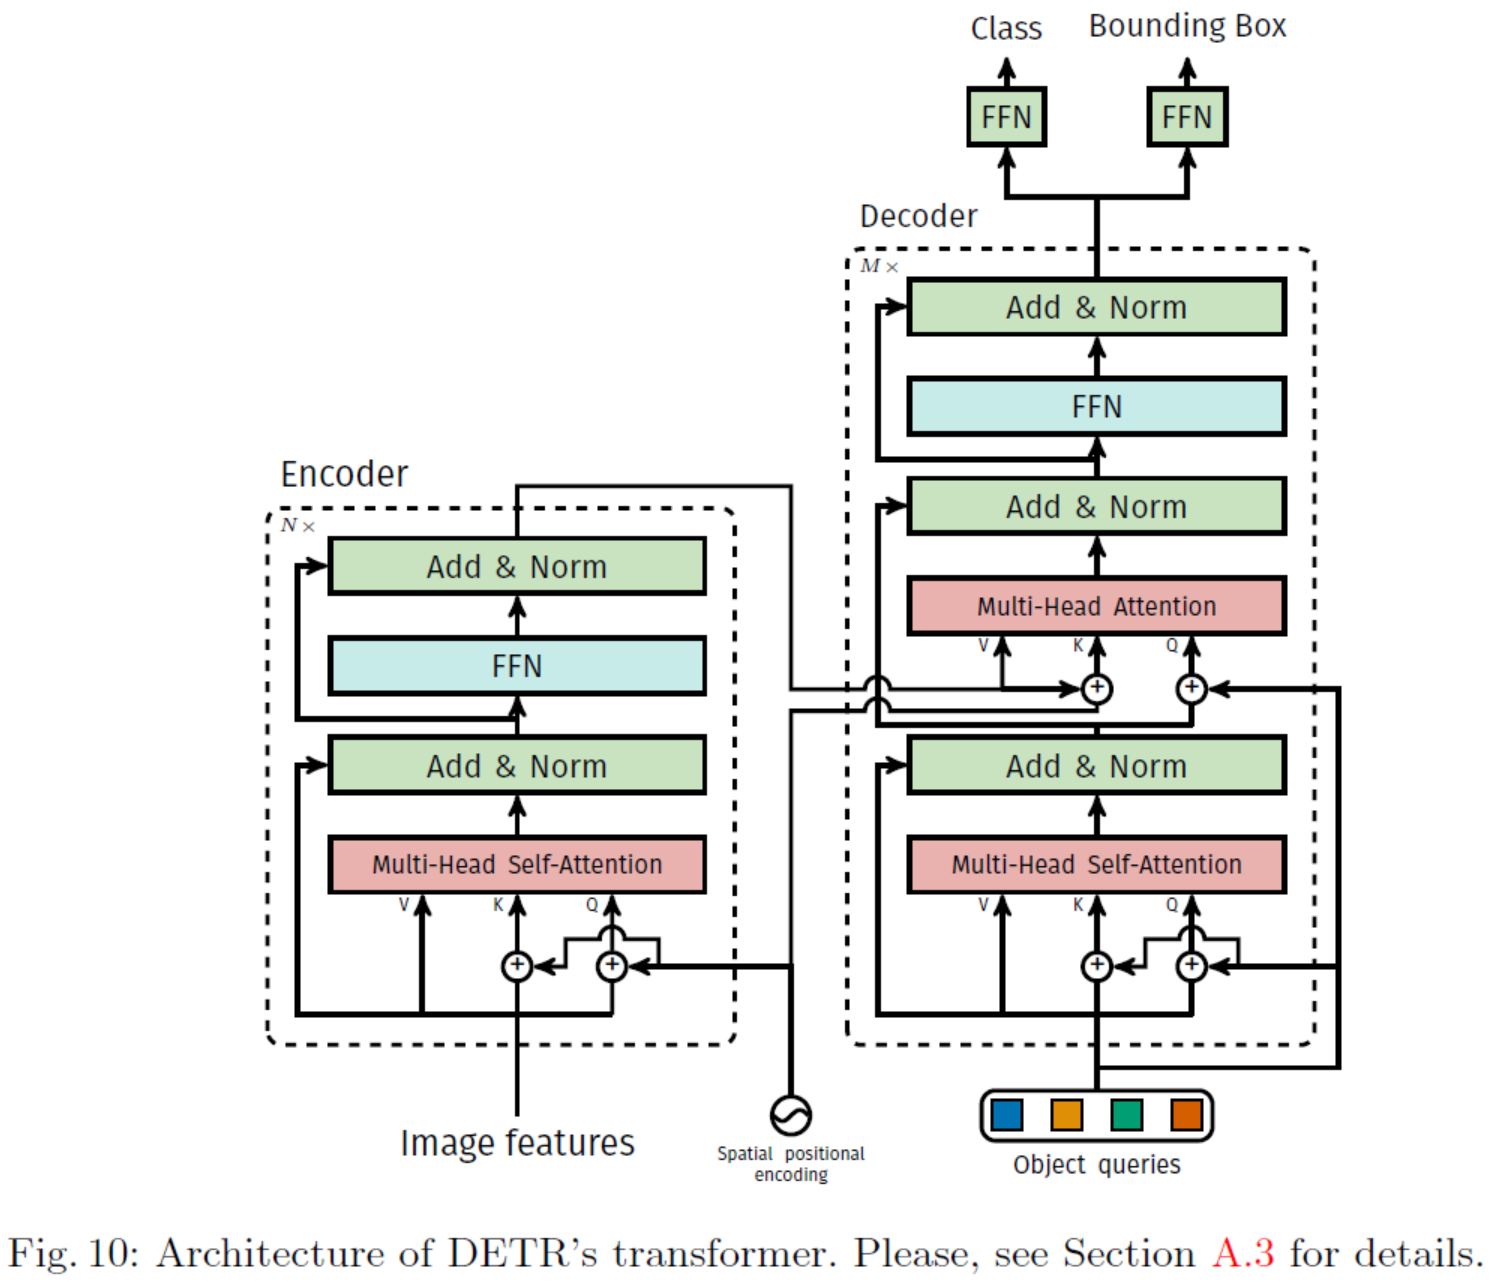 Class
Bounding Box
FFN
FFN
Decoder
M ×
Add & Norm
FFN
Add & Norm
Multi-Head Attention
V
K
Q
+
+
Add & Norm
Multi-Head Self-Attention
V
K
Q
+
+
Encoder
N ×
Add & Norm
FFN
Add & Norm
Multi-Head Self-Attention
V
K
Q
+
+
Image features
Spatial positional
encoding
Object queries
Fig. 10: Architecture of DETR's transformer. Please, see Section A.3 for details.